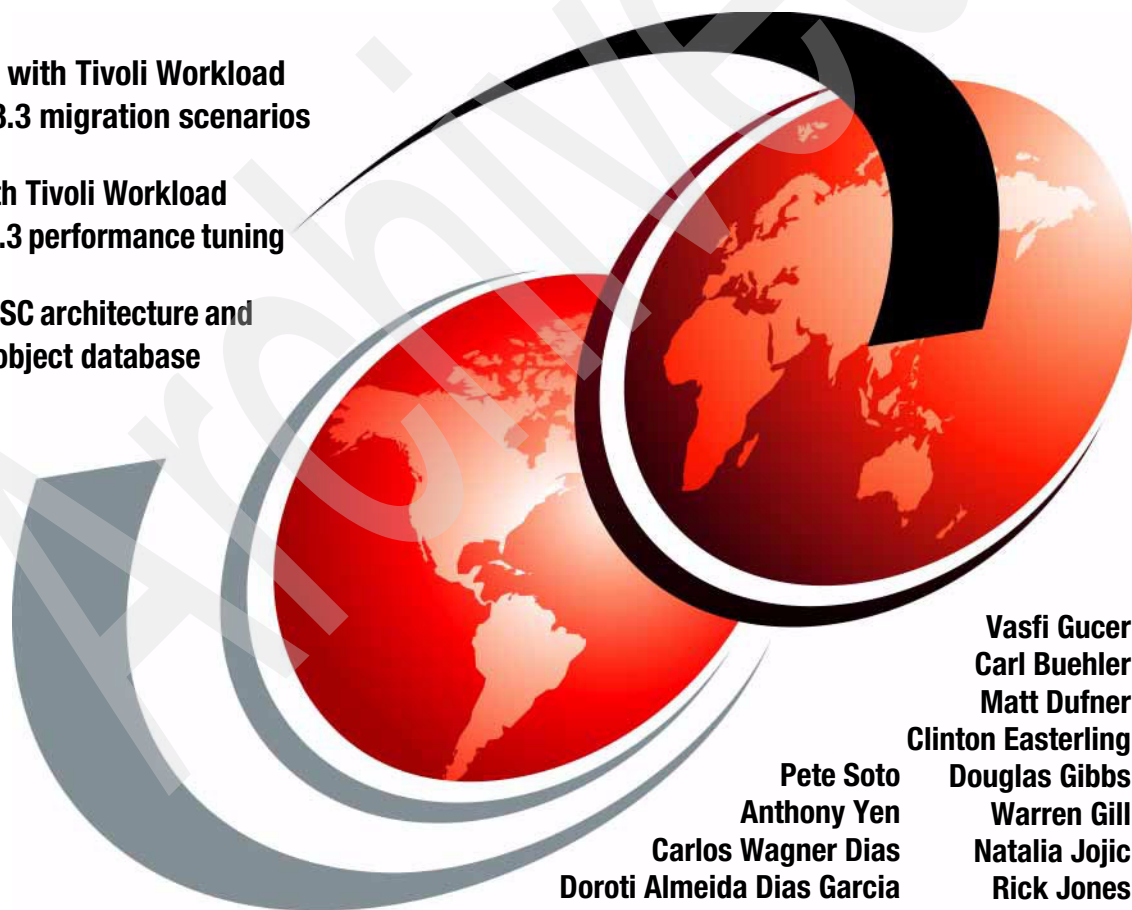 with Tivoli Workload
8.3 migration scenarios
th Tivoli Workload
.3 performance tuning
SC architecture and
object database
Vasfi Gucer
Carl Buehler
Matt Dufner
Clinton Easterling
Pete Soto
Douglas Gibbs
Anthony Yen
Warren Gill
Carlos Wagner Dias
Natalia Jojic
Doroti Almeida Dias Garcia
Rick Jones
Archive